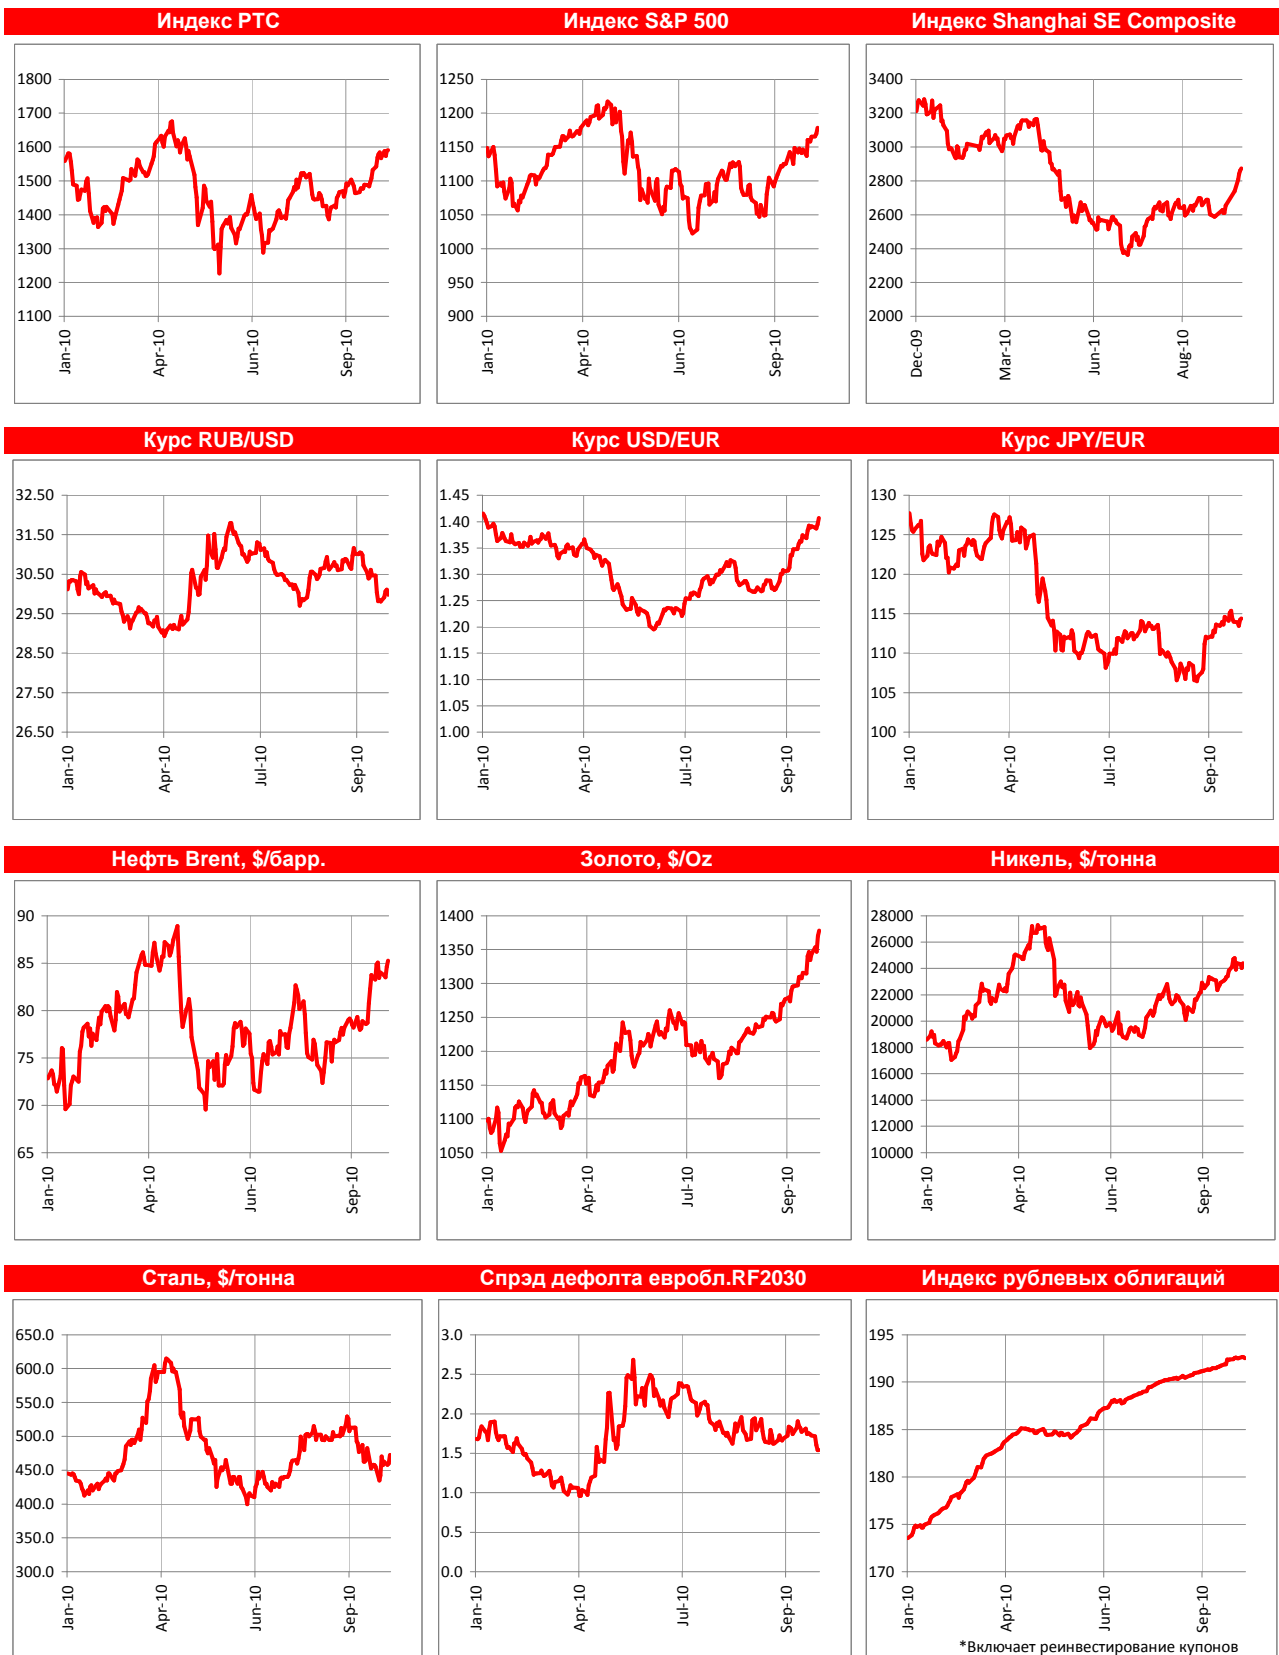 Индекс РТС
1800
1700
1600
1500
1400
1300
1200
1100
Jan-10
Apr-10
Jun-10
Sep-10
Индекс S&P 500
1250
1200
1150
1100
1050
1000
950
900
Jan-10
Apr-10
Jun-10
Sep-10
Индекс Shanghai SE Composite
3400
3200
3000
2800
2600
2400
2200
2000
Dec-09
Mar-10
Jun-10
Aug-10
Курс RUB/USD
32.50
31.50
30.50
29.50
28.50
27.50
26.50
Jan-10
Apr-10
Jul-10
Sep-10
Курс USD/EUR
1.45
1.40
1.35
1.30
1.25
1.20
1.15
1.10
1.05
1.00
Jan-10
Apr-10
Jul-10
Sep-10
Курс JPY/EUR
130
125
120
115
110
105
100
Jan-10
Apr-10
Jul-10
Sep-10
Нефть Brent, $/барр.
90
85
80
75
70
65
Jan-10
Apr-10
Jun-10
Sep-10
Золото, $/Oz
1400
1350
1300
1250
1200
1150
1100
1050
Jan-10
Apr-10
Jul-10
Sep-10
Никель, $/тонна
28000
26000
24000
22000
20000
18000
16000
14000
12000
10000
Jan-10
Apr-10
Jun-10
Sep-10
Сталь, $/тонна
650.0
600.0
550.0
500.0
450.0
400.0
350.0
300.0
Jan-10
Apr-10
Jun-10
Sep-10
Спрэд дефолта евробл.RF2030
3.0
2.5
2.0
1.5
1.0
0.5
0.0
Jan-10
Apr-10
Jul-10
Sep-10
Индекс рублевых облигаций
195
190
185
180
175
170
Jan-10
Apr-10
Jun-10
Sep-10
*Включает реинвестирование купонов